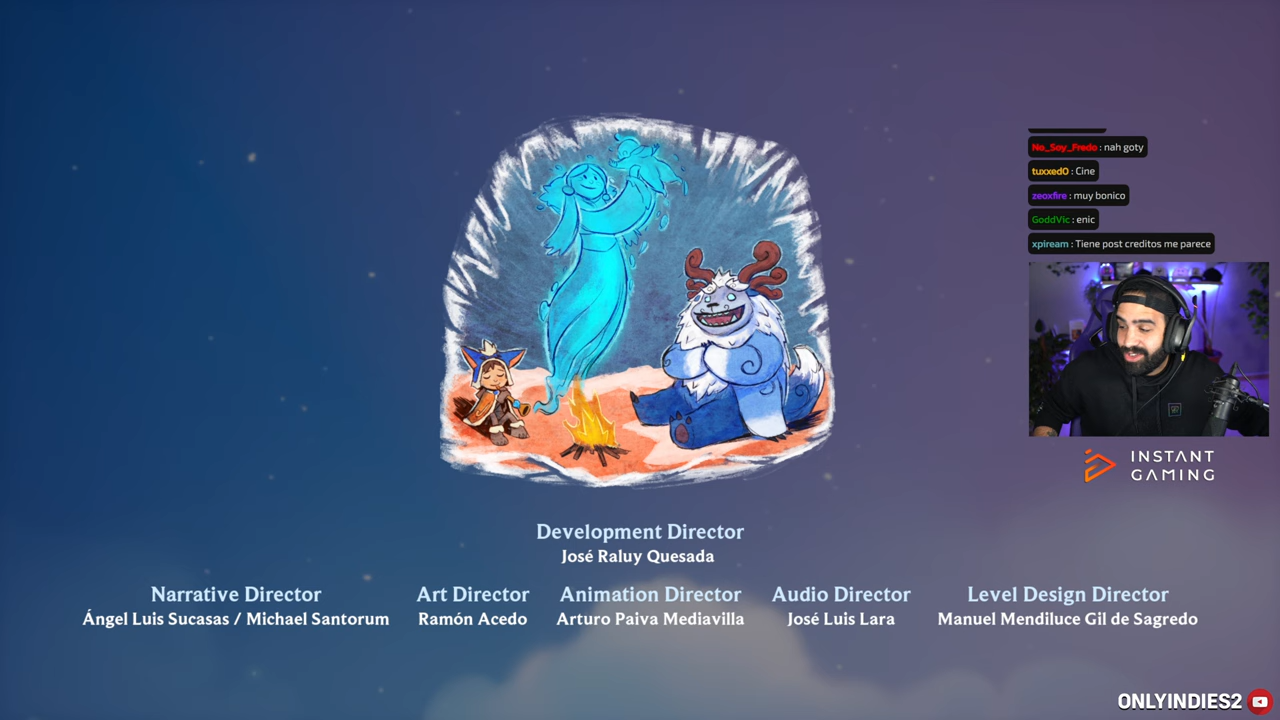 No_Soy_Fredo : nah goty
tuxxedO : Cine
zeoxfire : muy bonico
GoddVic : enic
xpiream : Tiene post creditos me parece
INSTANT
GAMING
Development Director
José Raluy Quesada
Narrative Director
Ángel Luis Sucasas / Michael Santorum
Art Director
Ramón Acedo
Animation Director
Arturo Paiva Mediavilla
Audio Director
José Luis Lara
Level Design Director
Manuel Mendiluce Gil de Sagredo
ONLYINDIES2